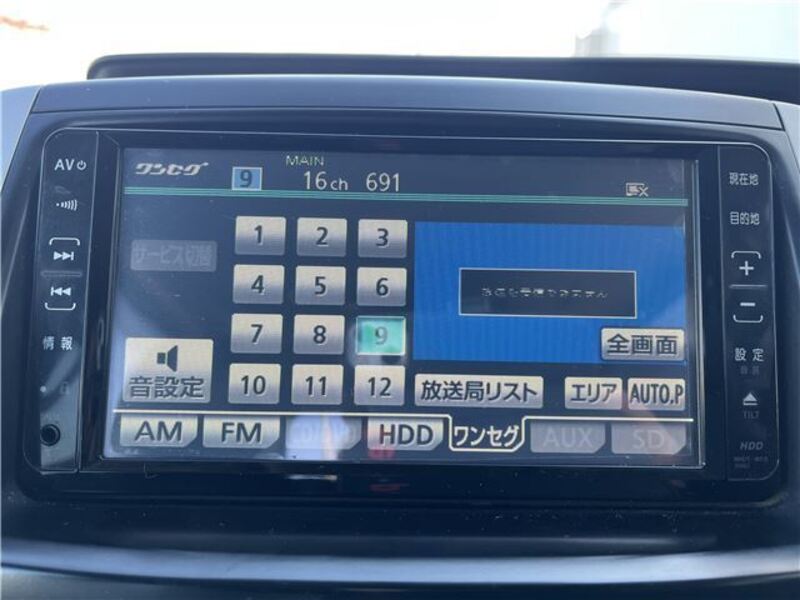 AV
ワンセグ
MAIN
9 16ch 691
サービス切替
1 2 3
4 5 6
7 8 9
10 11 12
音設定
全画面
放送局リスト エリア AUTO.P
AM FM HDD ワンセグ AUX SD
情報
現在地
目的地
+
−
設定
TILT
HDD